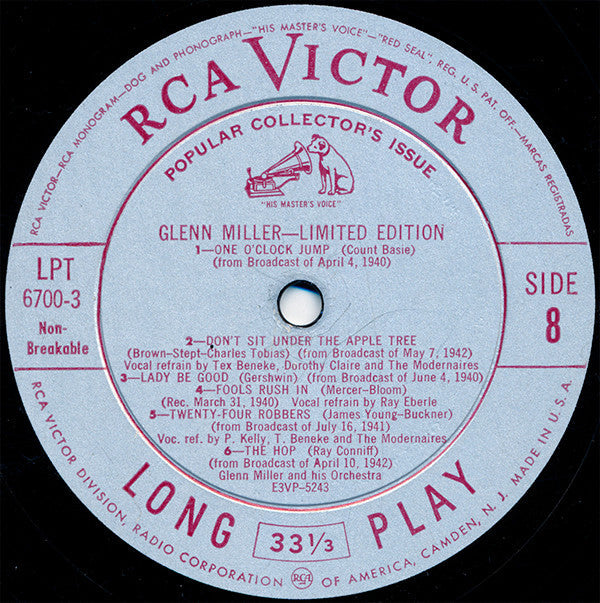 RCA VICTOR—RCA MONOGRAM—DOG AND PHONOGRAPH—"HIS MASTER'S VOICE"—"RED SEAL", REG. U.S. PAT. OFF.—MARCAS REGISTRADAS
RCA VICTOR
POPULAR COLLECTOR'S ISSUE
"HIS MASTER'S VOICE"
GLENN MILLER—LIMITED EDITION
1—ONE O'CLOCK JUMP (Count Basie)
(from Broadcast of April 4, 1940)
LPT
6700-3
Non-
Breakable
SIDE
8
2—DON'T SIT UNDER THE APPLE TREE
(Brown-Stept-Charles Tobias) (from Broadcast of May 7, 1942)
Vocal refrain by Tex Beneke, Dorothy Claire and The Modernaires
3—LADY BE GOOD (Gershwin) (from Broadcast of June 4, 1940)
4—FOOLS RUSH IN (Mercer-Bloom)
(Rec. March 31, 1940) Vocal refrain by Ray Eberle
5—TWENTY-FOUR ROBBERS (James Young-Buckner)
(from Broadcast of July 16, 1941)
Voc. ref. by P. Kelly, T. Beneke and The Modernaires
6—THE HOP (Ray Conniff)
(from Broadcast of April 10, 1942)
Glenn Miller and his Orchestra
E3VP-5243
LONG 33 1/3 PLAY
RCA VICTOR DIVISION, RADIO CORPORATION RCA OF AMERICA, CAMDEN, N. J. MADE IN U.S.A.